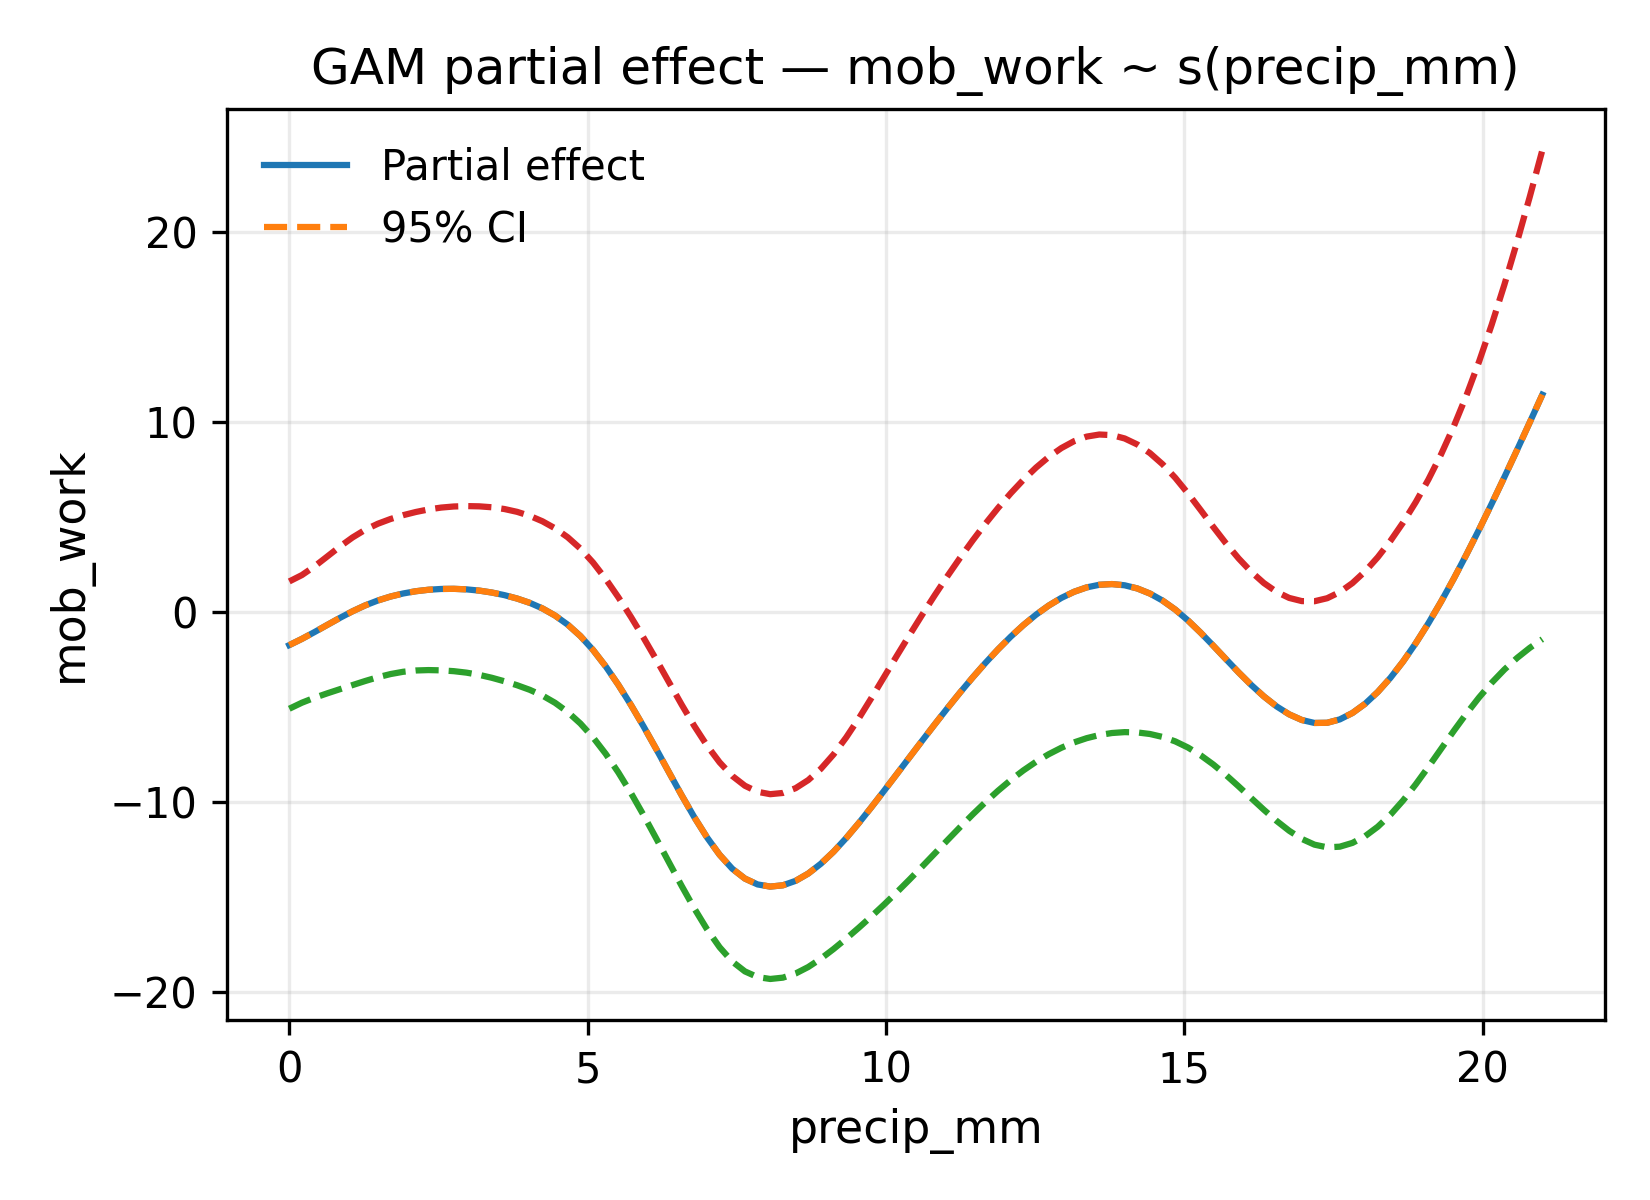 GAM partial effect — mob_work ~ s(precip_mm)
Partial effect
95% CI
20
10
0
−10
−20
mob_work
0 5 10 15 20
precip_mm